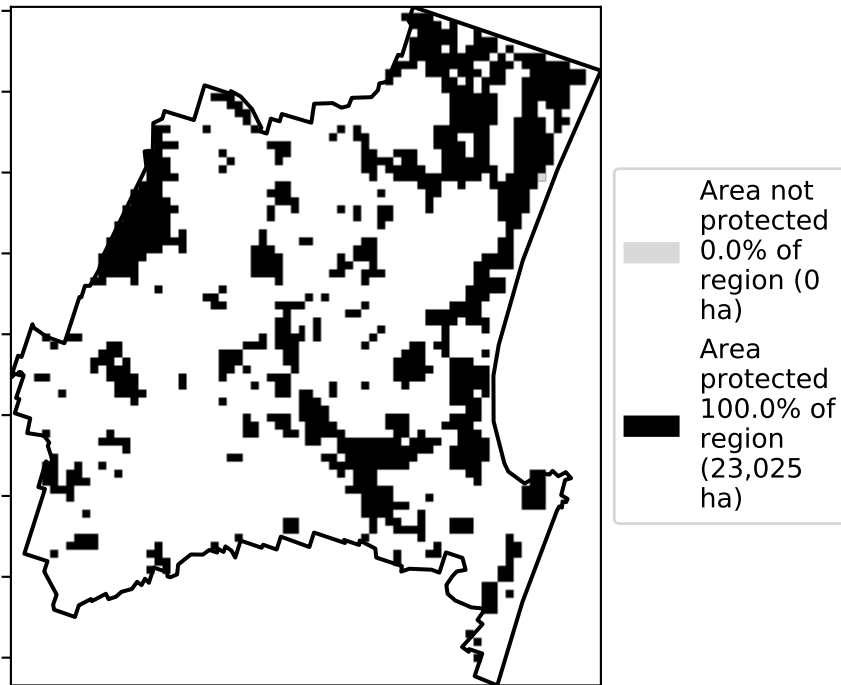 Area not
protected
0.0% of
region (0
ha)
Area
protected
100.0% of
region
(23,025
ha)